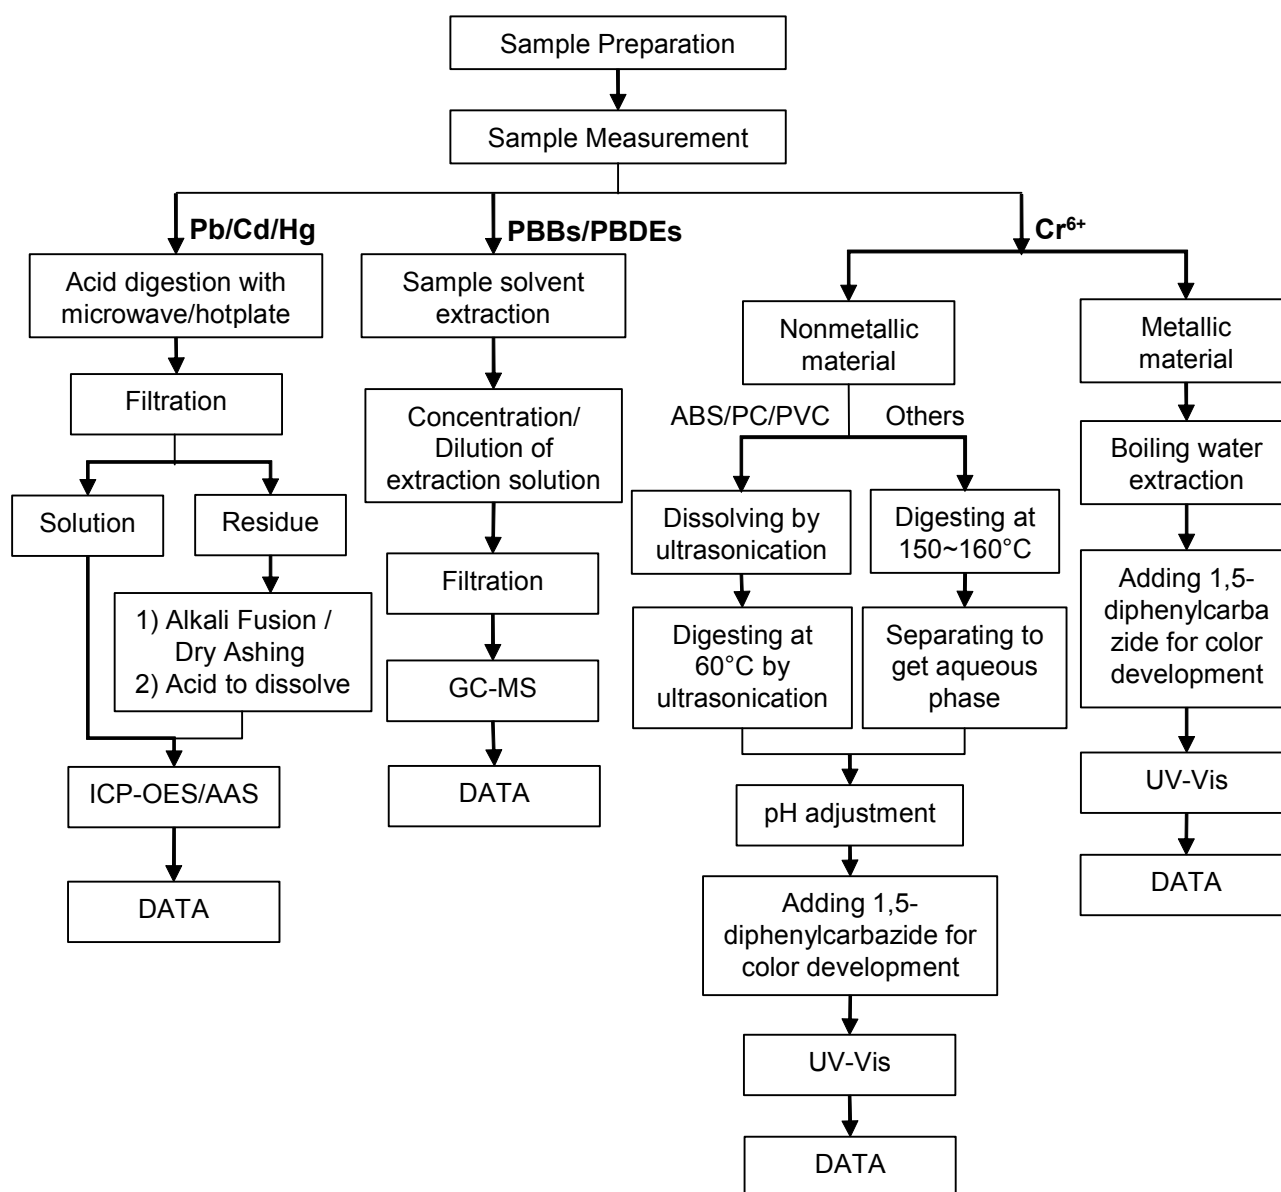 Sample Preparation
Sample Measurement
Pb/Cd/Hg
PBBs/PBDEs
Cr⁶⁺
Acid digestion with
microwave/hotplate
Filtration
Solution
Residue
1) Alkali Fusion /
Dry Ashing
2) Acid to dissolve
ICP-OES/AAS
DATA
Sample solvent
extraction
Concentration/
Dilution of
extraction solution
Filtration
GC-MS
DATA
Nonmetallic
material
ABS/PC/PVC
Others
Dissolving by
ultrasonication
Digesting at
60°C by
ultrasonication
Digesting at
150~160°C
Separating to
get aqueous
phase
pH adjustment
Adding 1,5-
diphenylcarbazide for
color development
UV-Vis
DATA
Metallic
material
Boiling water
extraction
Adding 1,5-
diphenylcarba
zide for color
development
UV-Vis
DATA